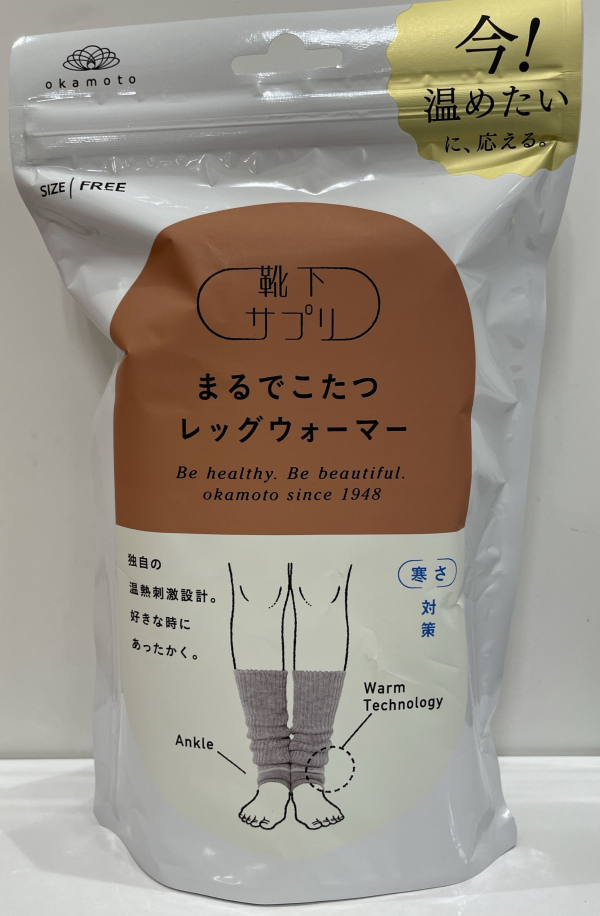 okamoto
今!
温めたい
に、応える。
SIZE / FREE
靴下
サプリ
まるでこたつ
レッグウォーマー
Be healthy. Be beautiful.
okamoto since 1948
独自の
温熱刺激設計。
好きな時に
あったかく。
寒さ
対
策
Warm
Technology
Ankle